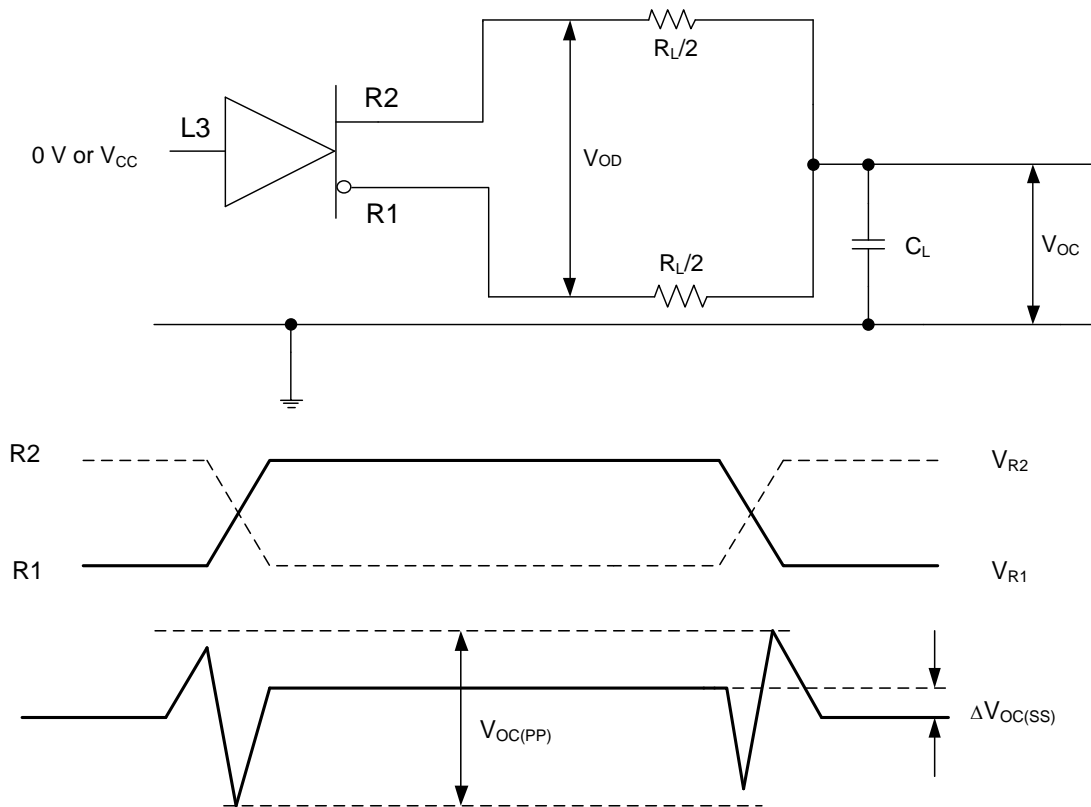 R_L/2
R2
L3
0 V or V_CC
V_OD
R1
C_L
V_OC
R_L/2
R2
V_R2
R1
V_R1
V_OC(PP)
ΔV_OC(SS)